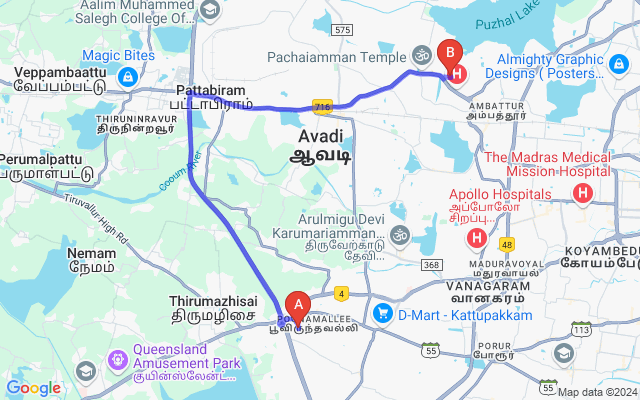 Aalim Muhammed
Salegh College Of...
575
Puzhal Lake
Pachaiamman Temple
B
Magic Bites
Almighty Graphic
Designs ( Posters...
Veppambaattu
வேப்பம்பட்டு
Pattabiram
பட்டாபிராம்
H
716
AMBATTUR
அம்பத்தூர்
THIRUNINRAVUR
திருநின்றவூர்
Avadi
ஆவடி
Perumalpattu
பருமாள்பட்டு
Cooum River
The Madras Medical
Mission Hospital
H
Tiruvallur High Rd
Apollo Hospitals
அப்போலோ
சிறப்பு...
H
Arulmigu Devi
Karumariamman...
திருவேற்காடு
தேவி...
48
Nemam
நேமம்
368
MADURAVOYAL
மதுரவாயல்
KOYAMBEDU
கோயம்பே
VANAGARAM
வானகரம்
Thirumazhisai
திருமழிசை
A
4
POONAMALLEE
பூவிருந்தவல்லி
D-Mart - Kattupakkam
113
Queensland
Amusement Park
குயின்ஸ்லேன்ட்...
55
PORUR
போரூர்
55
Google
Map data ©2024